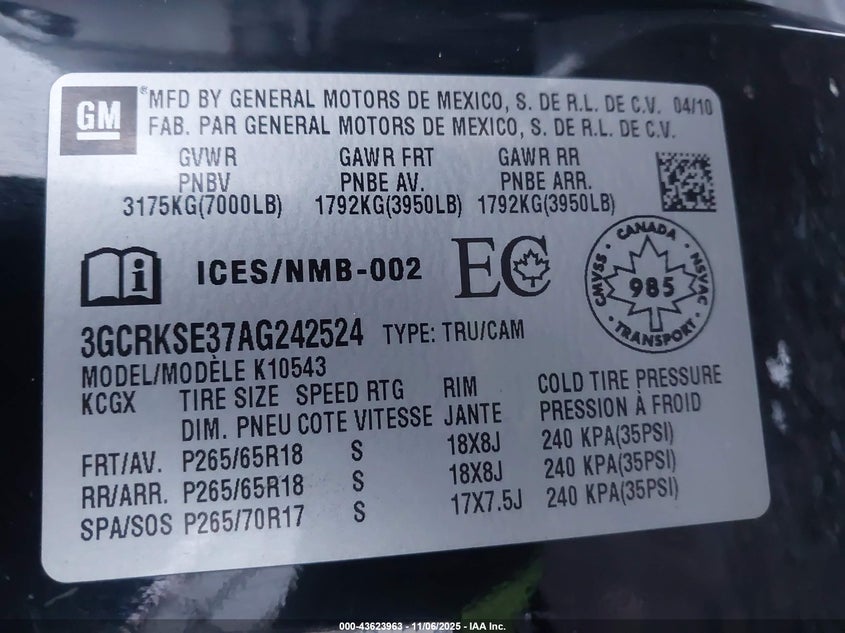 GM ® MFD BY GENERAL MOTORS DE MEXICO, S. DE R.L. DE C.V. 04/10
FAB. PAR GENERAL MOTORS DE MEXICO, S. DE R.L. DE C.V.
GVWR GAWR FRT GAWR RR
PNBV PNBE AV. PNBE ARR.
3175KG(7000LB) 1792KG(3950LB) 1792KG(3950LB)
i ICES/NMB-002 EC
CANADA
CMVSS 985 NSVAC
TRANSPORT
3GCRKSE37AG242524 TYPE: TRU/CAM
MODEL/MODÈLE K10543
KCGX TIRE SIZE SPEED RTG RIM COLD TIRE PRESSURE
DIM. PNEU COTE VITESSE JANTE PRESSION À FROID
FRT/AV. P265/65R18 S 18X8J 240 KPA(35PSI)
RR/ARR. P265/65R18 S 18X8J 240 KPA(35PSI)
SPA/SOS P265/70R17 S 17X7.5J 240 KPA(35PSI)
000-43623963 - 11/06/2025 - IAA Inc.